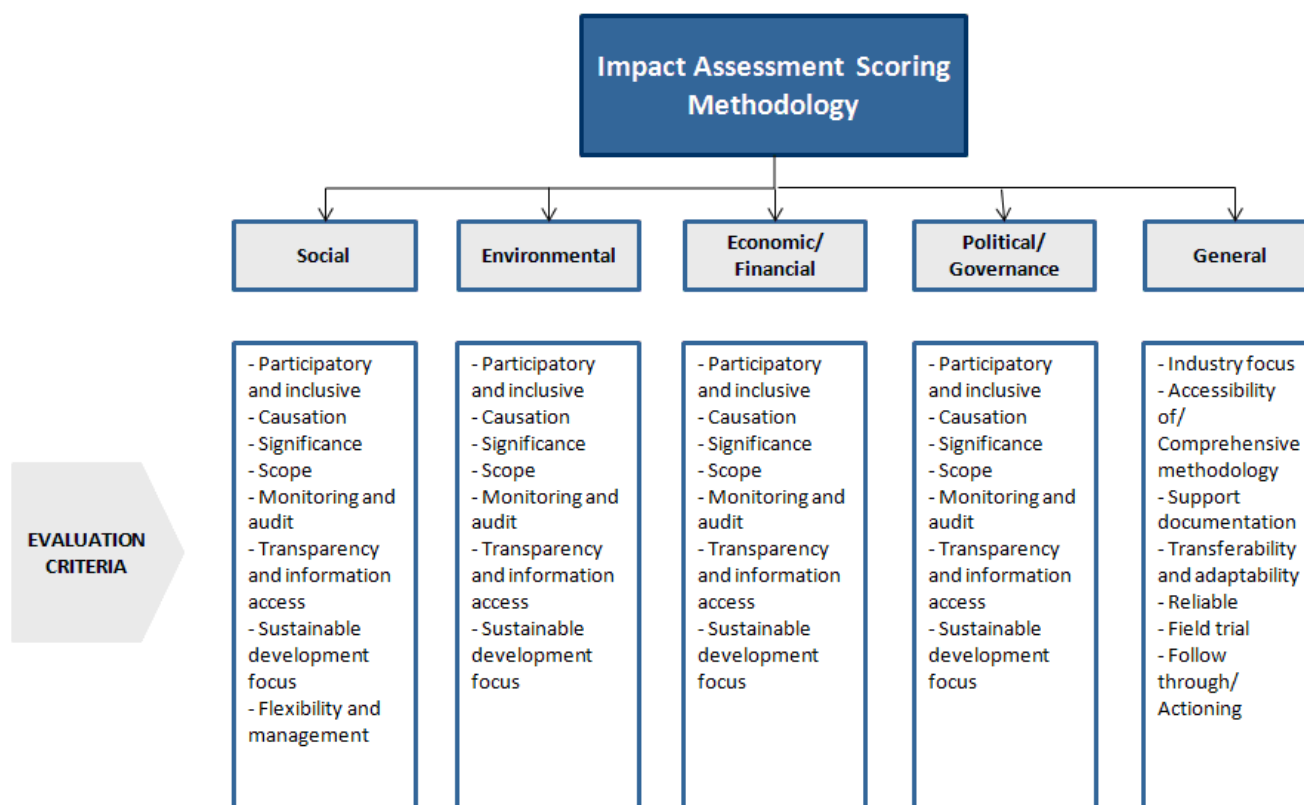 Impact Assessment Scoring
Methodology
Social
Environmental
Economic/
Financial
Political/
Governance
General
EVALUATION
CRITERIA
- Participatory
and inclusive
- Causation
- Significance
- Scope
- Monitoring and
audit
- Transparency
and information
access
- Sustainable
development
focus
- Flexibility and
management
- Participatory
and inclusive
- Causation
- Significance
- Scope
- Monitoring and
audit
- Transparency
and information
access
- Sustainable
development
focus
- Participatory
and inclusive
- Causation
- Significance
- Scope
- Monitoring and
audit
- Transparency
and information
access
- Sustainable
development
focus
- Participatory
and inclusive
- Causation
- Significance
- Scope
- Monitoring and
audit
- Transparency
and information
access
- Sustainable
development
focus
- Industry focus
- Accessibility
of/
Comprehensive
methodology
- Support
documentation
- Transferability
and adaptability
- Reliable
- Field trial
- Follow
through/
Actioning